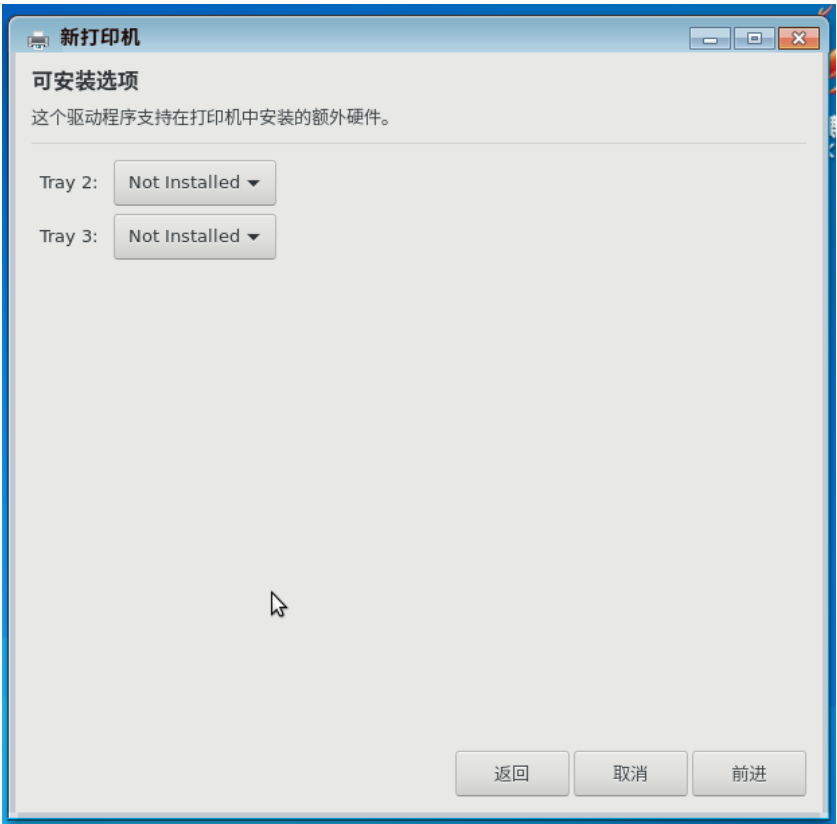 新打印机
可安装选项
这个驱动程序支持在打印机中安装的额外硬件。
Tray 2: Not Installed
Tray 3: Not Installed
返回 取消 前进